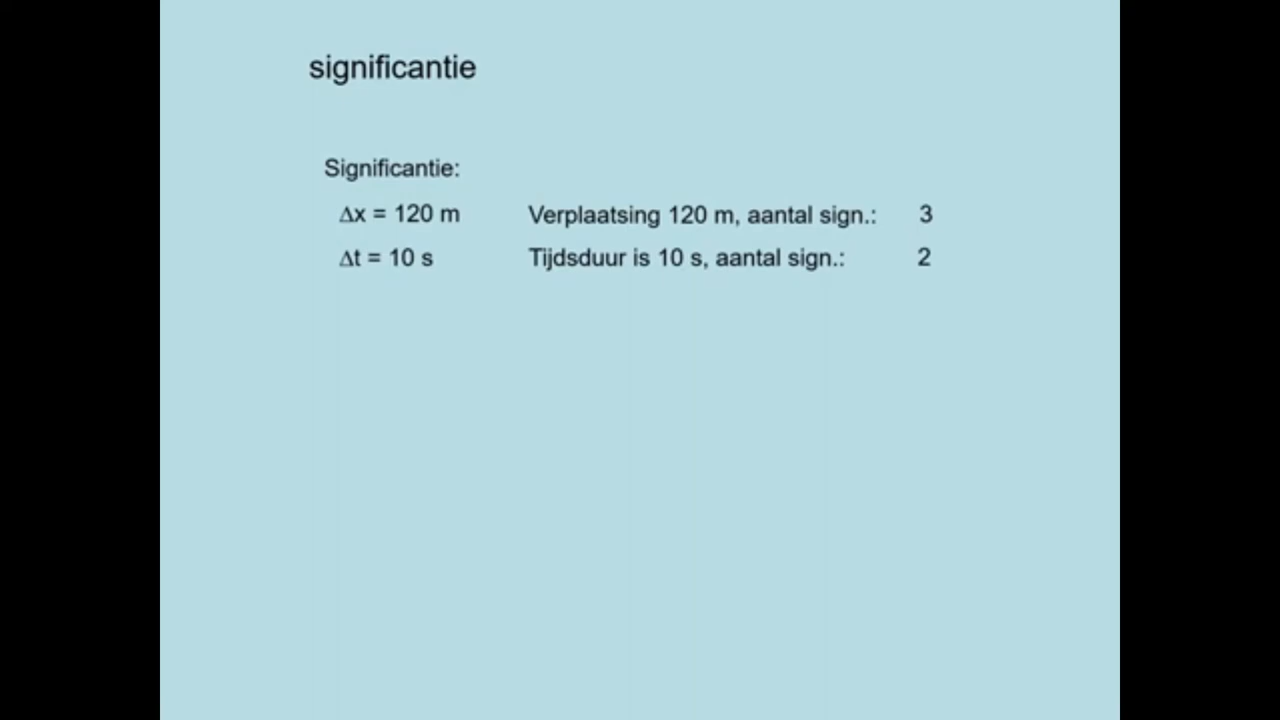 significantie
Significantie:
Δx = 120 m Verplaatsing 120 m, aantal sign.: 3
Δt = 10 s Tijdsduur is 10 s, aantal sign.: 2